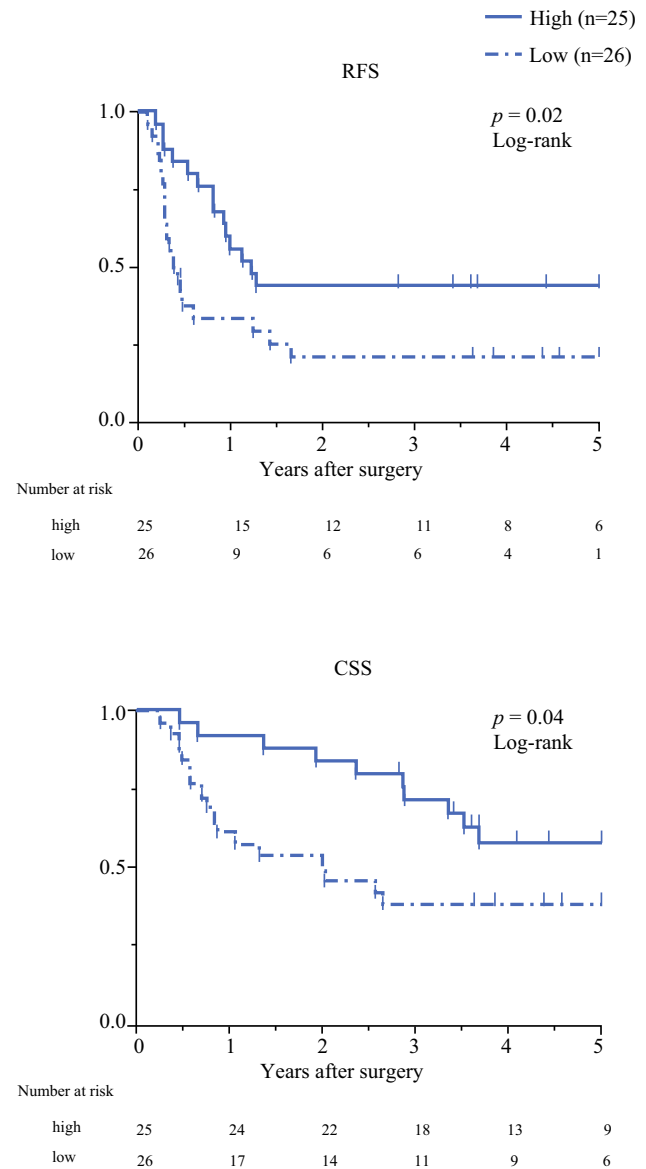 High (n=25)
Low (n=26)
RFS
p = 0.02
Log-rank
1.0
0.5
0.0
0 1 2 3 4 5
Years after surgery
Number at risk
high 25 15 12 11 8 6
low 26 9 6 6 4 1
CSS
p = 0.04
Log-rank
1.0
0.5
0.0
0 1 2 3 4 5
Years after surgery
Number at risk
high 25 24 22 18 13 9
low 26 17 14 11 9 6